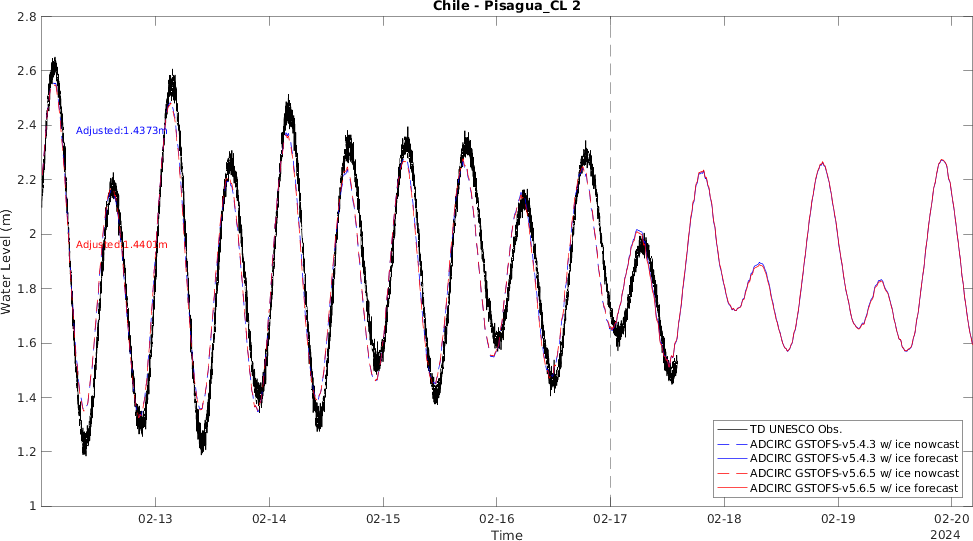 Chile - Pisagua_CL 2
2.8
2.6
2.4
2.2
2
1.8
1.6
1.4
1.2
1
Water Level (m)
Adjusted:1.4373m
Adjusted:1.4401m
TD UNESCO Obs.
ADCIRC GSTOFS-v5.4.3 w/ ice nowcast
ADCIRC GSTOFS-v5.4.3 w/ ice forecast
ADCIRC GSTOFS-v5.6.5 w/ ice nowcast
ADCIRC GSTOFS-v5.6.5 w/ ice forecast
02-13 02-14 02-15 02-16 02-17 02-18 02-19 02-20
Time 2024